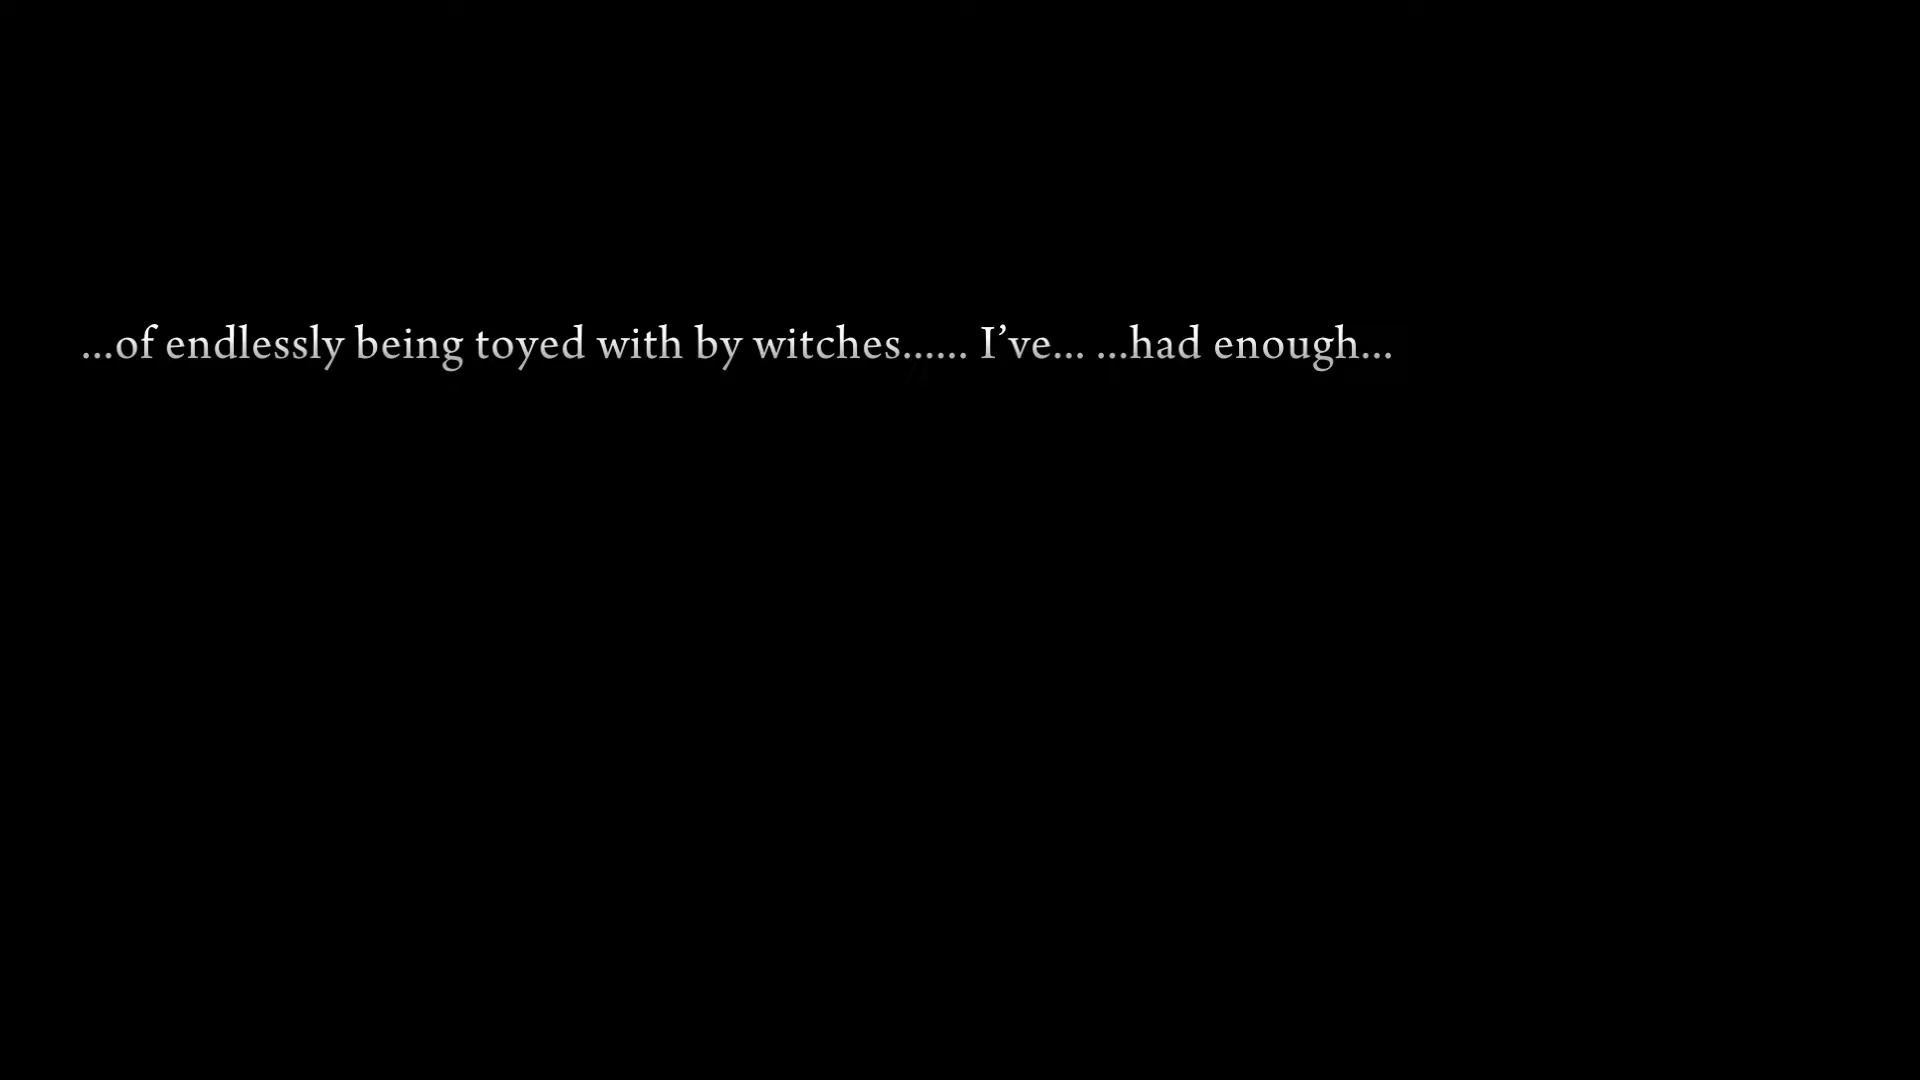 ...of endlessly being toyed with by witches...... I’ve... ...had enough...